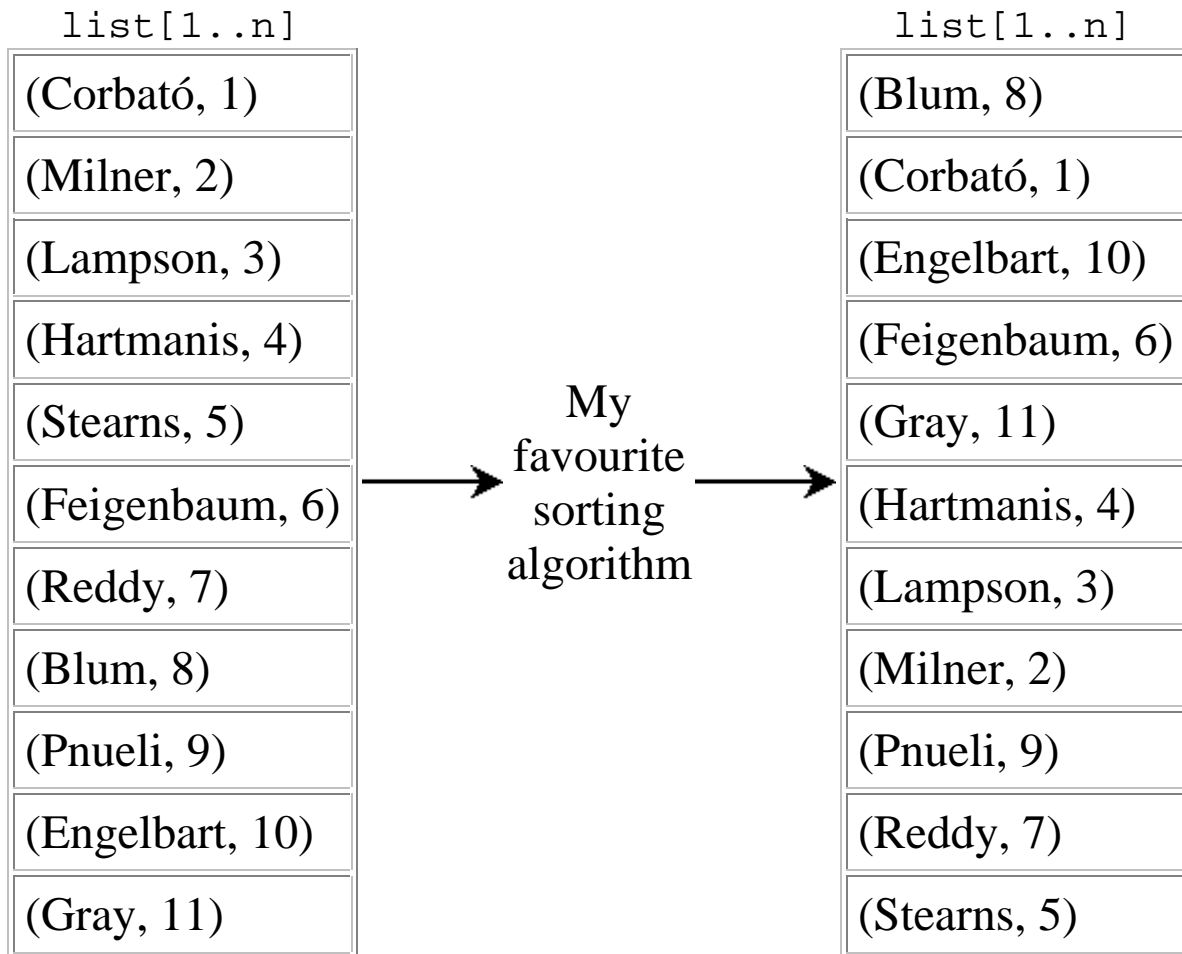 list[1..n]
(Corbató, 1)
(Milner, 2)
(Lampson, 3)
(Hartmanis, 4)
(Stearns, 5)
(Feigenbaum, 6)
(Reddy, 7)
(Blum, 8)
(Pnueli, 9)
(Engelbart, 10)
(Gray, 11)
My
favourite
sorting
algorithm
list[1..n]
(Blum, 8)
(Corbató, 1)
(Engelbart, 10)
(Feigenbaum, 6)
(Gray, 11)
(Hartmanis, 4)
(Lampson, 3)
(Milner, 2)
(Pnueli, 9)
(Reddy, 7)
(Stearns, 5)